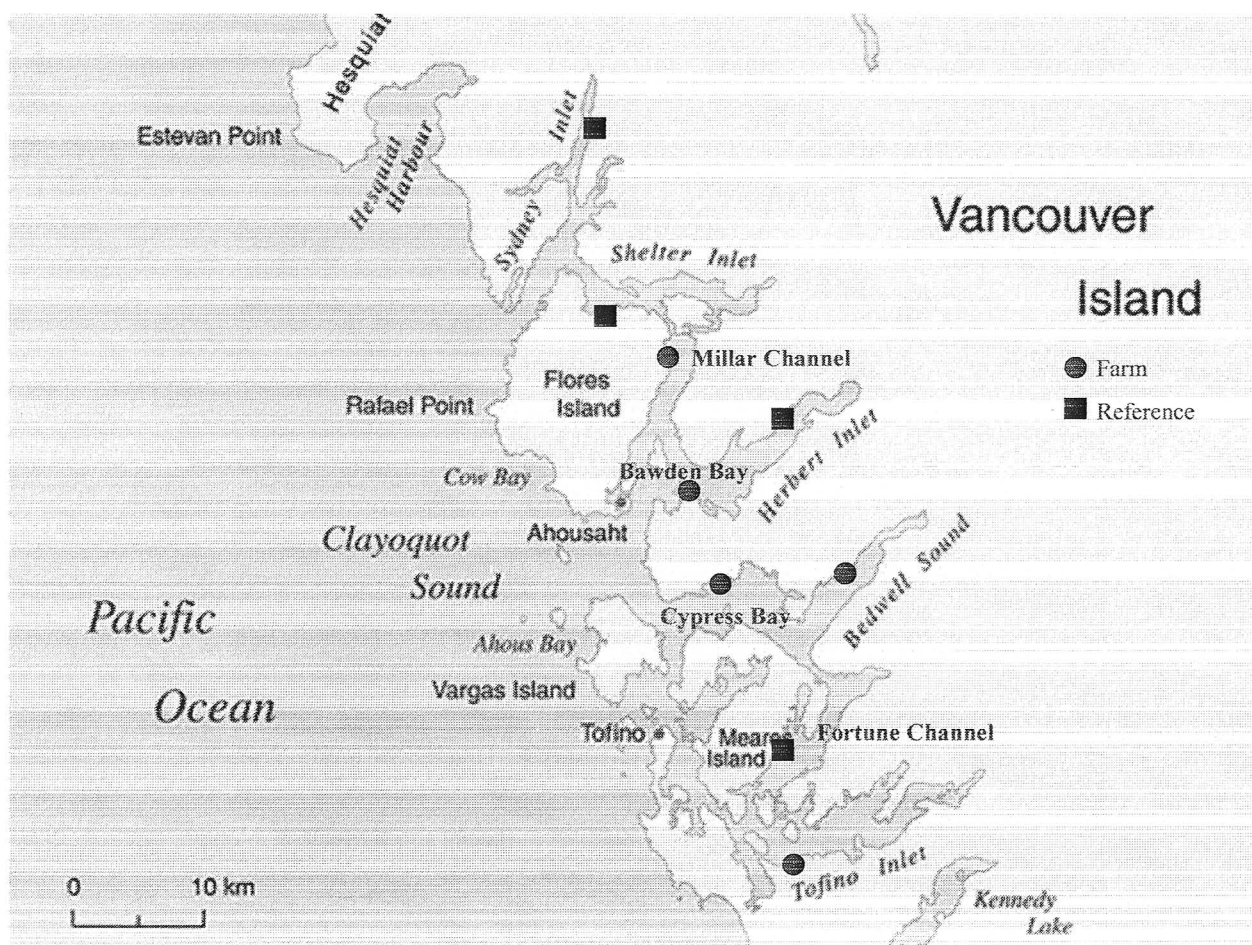 Hesquiat
Estevan Point
Hesquiat
Harbour
Inlet
Sydney
Vancouver
Island
Shelter Inlet
Millar Channel
Farm
Reference
Flores
Island
Rafael Point
Cow Bay
Bawden Bay
Herbert Inlet
Ahousaht
Clayoquot
Sound
Pacific
Ocean
Cypress Bay
Bedwell Sound
Ahous Bay
Vargas Island
Tofino
Meares
Island
Fortune Channel
Tofino Inlet
Kennedy
Lake
0 10 km